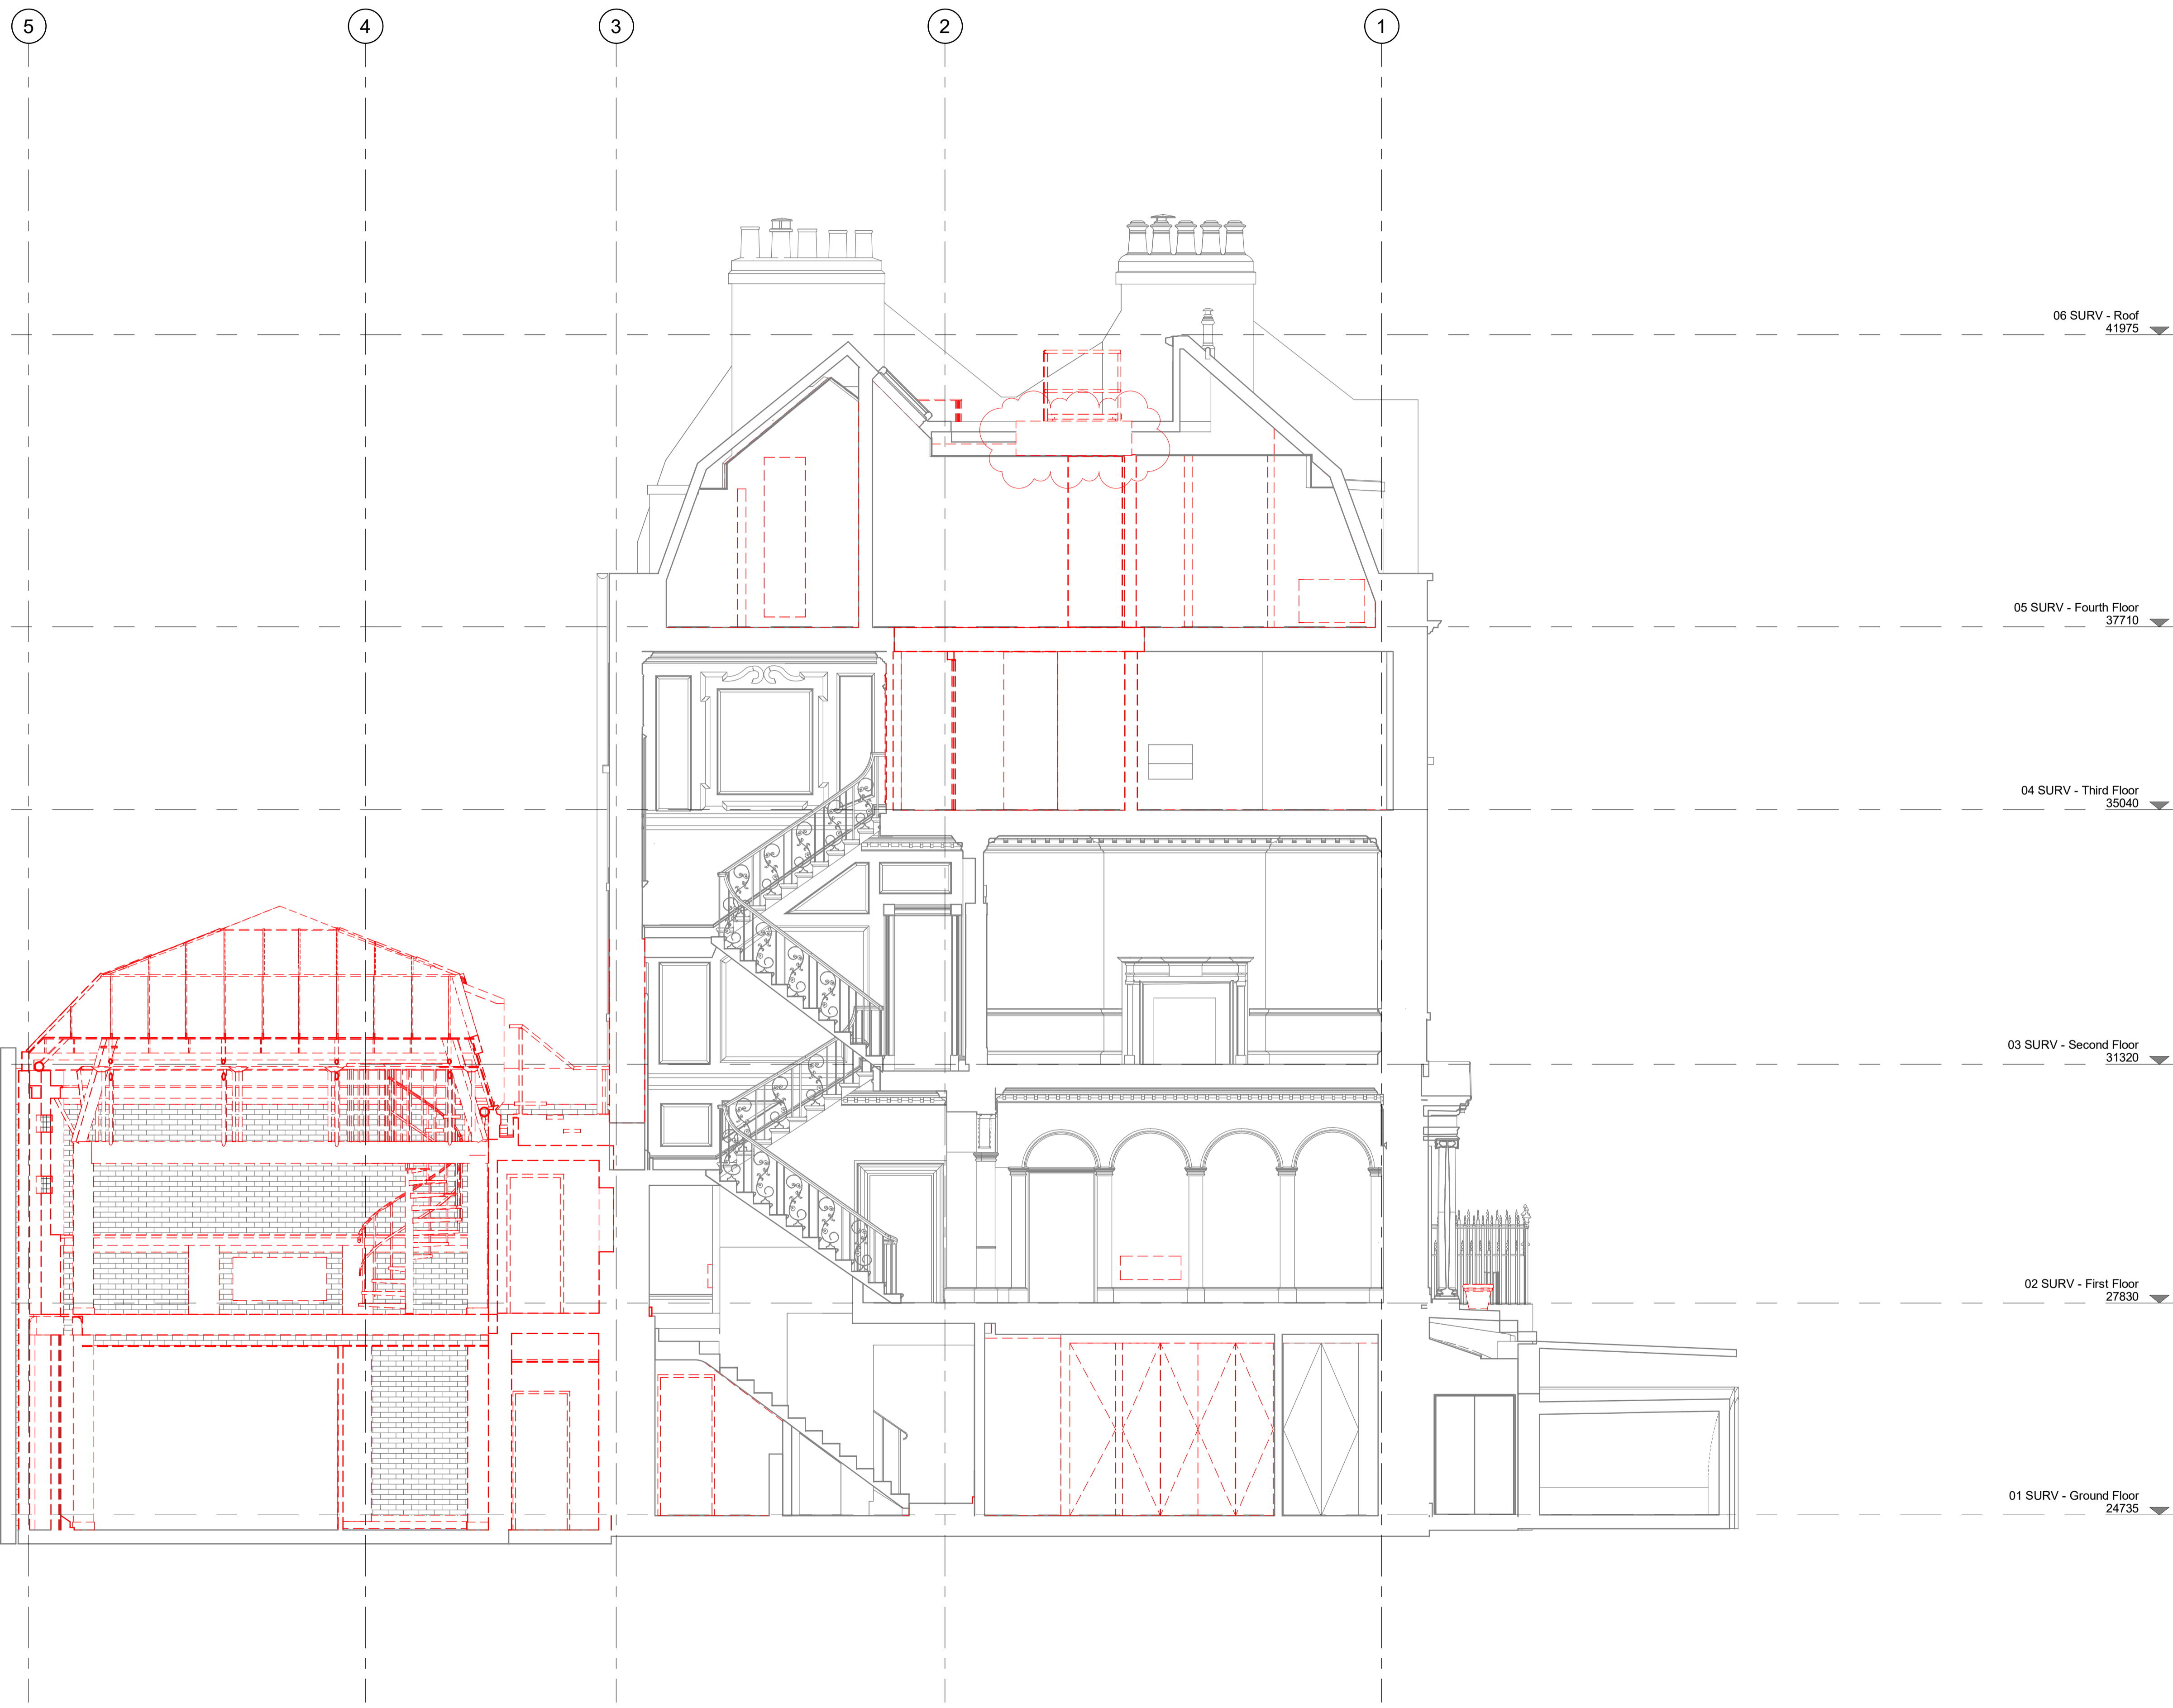 5
4
3
2
1
06 SURV - Roof
41975
05 SURV - Fourth Floor
37710
04 SURV - Third Floor
35040
03 SURV - Second Floor
31320
02 SURV - First Floor
27830
01 SURV - Ground Floor
24735